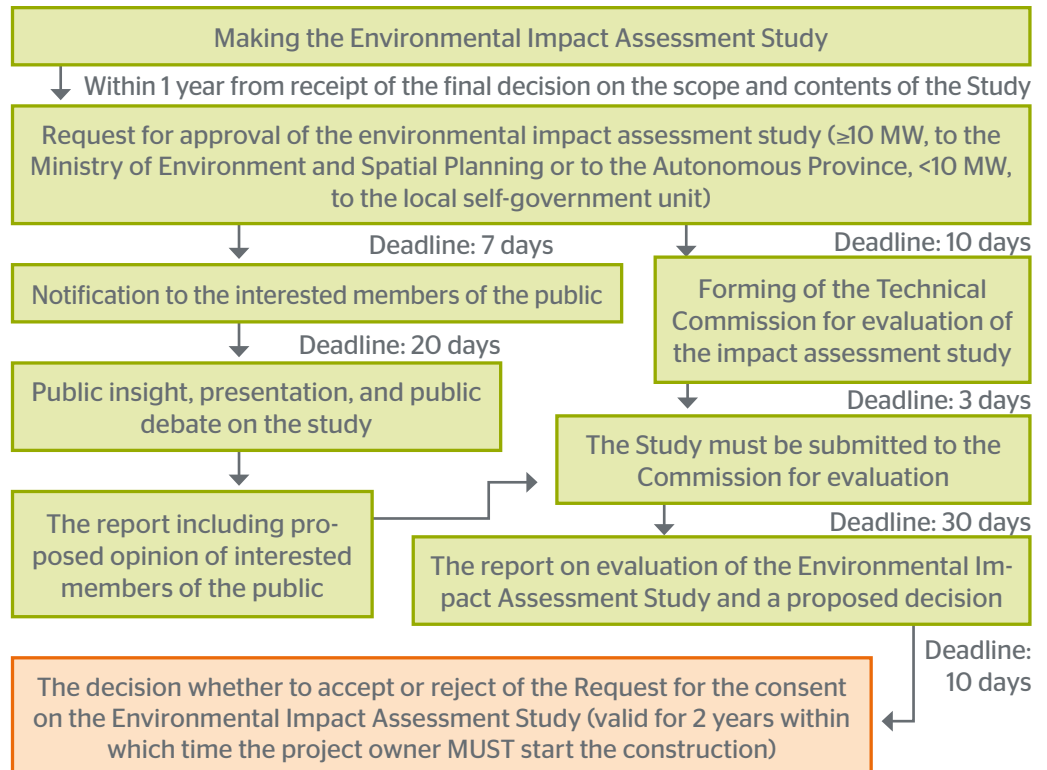 Making the Environmental Impact Assessment Study
Within 1 year from receipt of the final decision on the scope and contents of the Study
Request for approval of the environmental impact assessment study (≥10 MW, to the
Ministry of Environment and Spatial Planning or to the Autonomous Province, <10 MW,
to the local self-government unit)
Deadline: 7 days
Deadline: 10 days
Notification to the interested members of the public
Forming of the Technical
Commission for evaluation of
the impact assessment study
Deadline: 20 days
Public insight, presentation, and public
debate on the study
Deadline: 3 days
The Study must be submitted to the
Commission for evaluation
The report including pro-
posed opinion of interested
members of the public
Deadline: 30 days
The report on evaluation of the Environmental Im-
pact Assessment Study and a proposed decision
Deadline:
10 days
The decision whether to accept or reject of the Request for the consent
on the Environmental Impact Assessment Study (valid for 2 years within
which time the project owner MUST start the construction)